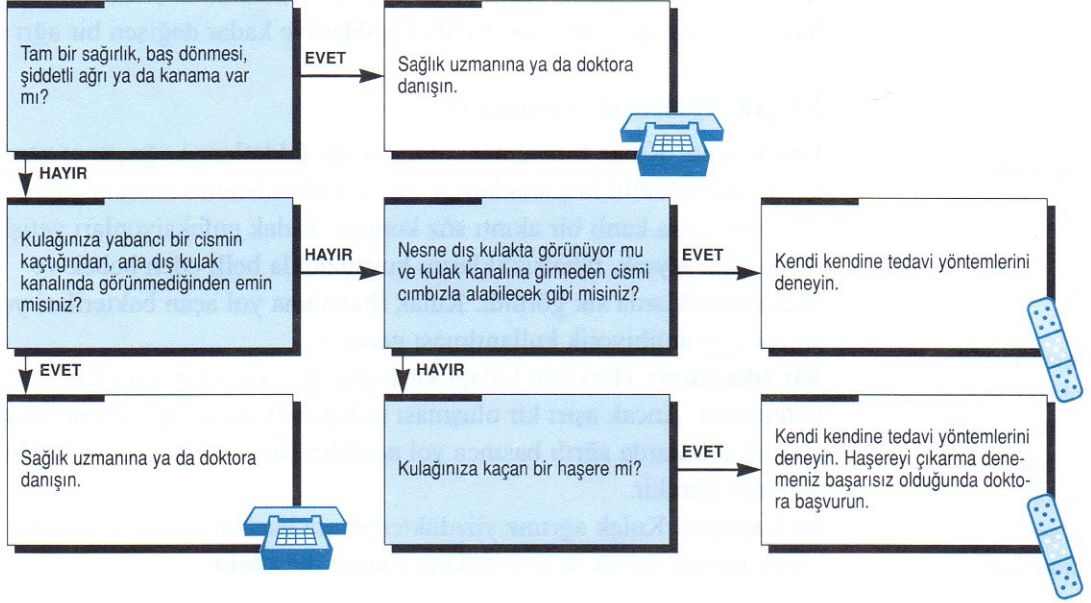 Tam bir sağırlık, baş dönmesi,
şiddetli ağrı ya da kanama var
mı?
EVET
Sağlık uzmanına ya da doktora
danışın.
HAYIR
Kulağınıza yabancı bir cismin
kaçtığından, ana dış kulak
kanalında görünmediğinden emin
misiniz?
HAYIR
Nesne dış kulakta görünüyor mu
ve kulak kanalına girmeden cismi
cımbızla alabilecek gibi misiniz?
EVET
Kendi kendine tedavi yöntemlerini
deneyin.
EVET
HAYIR
Sağlık uzmanına ya da doktora
danışın.
Kulağınıza kaçan bir haşere mi?
EVET
Kendi kendine tedavi yöntemlerini
deneyin. Haşereyi çıkarma dene-
meniz başarısız olduğunda dokto-
ra başvurun.